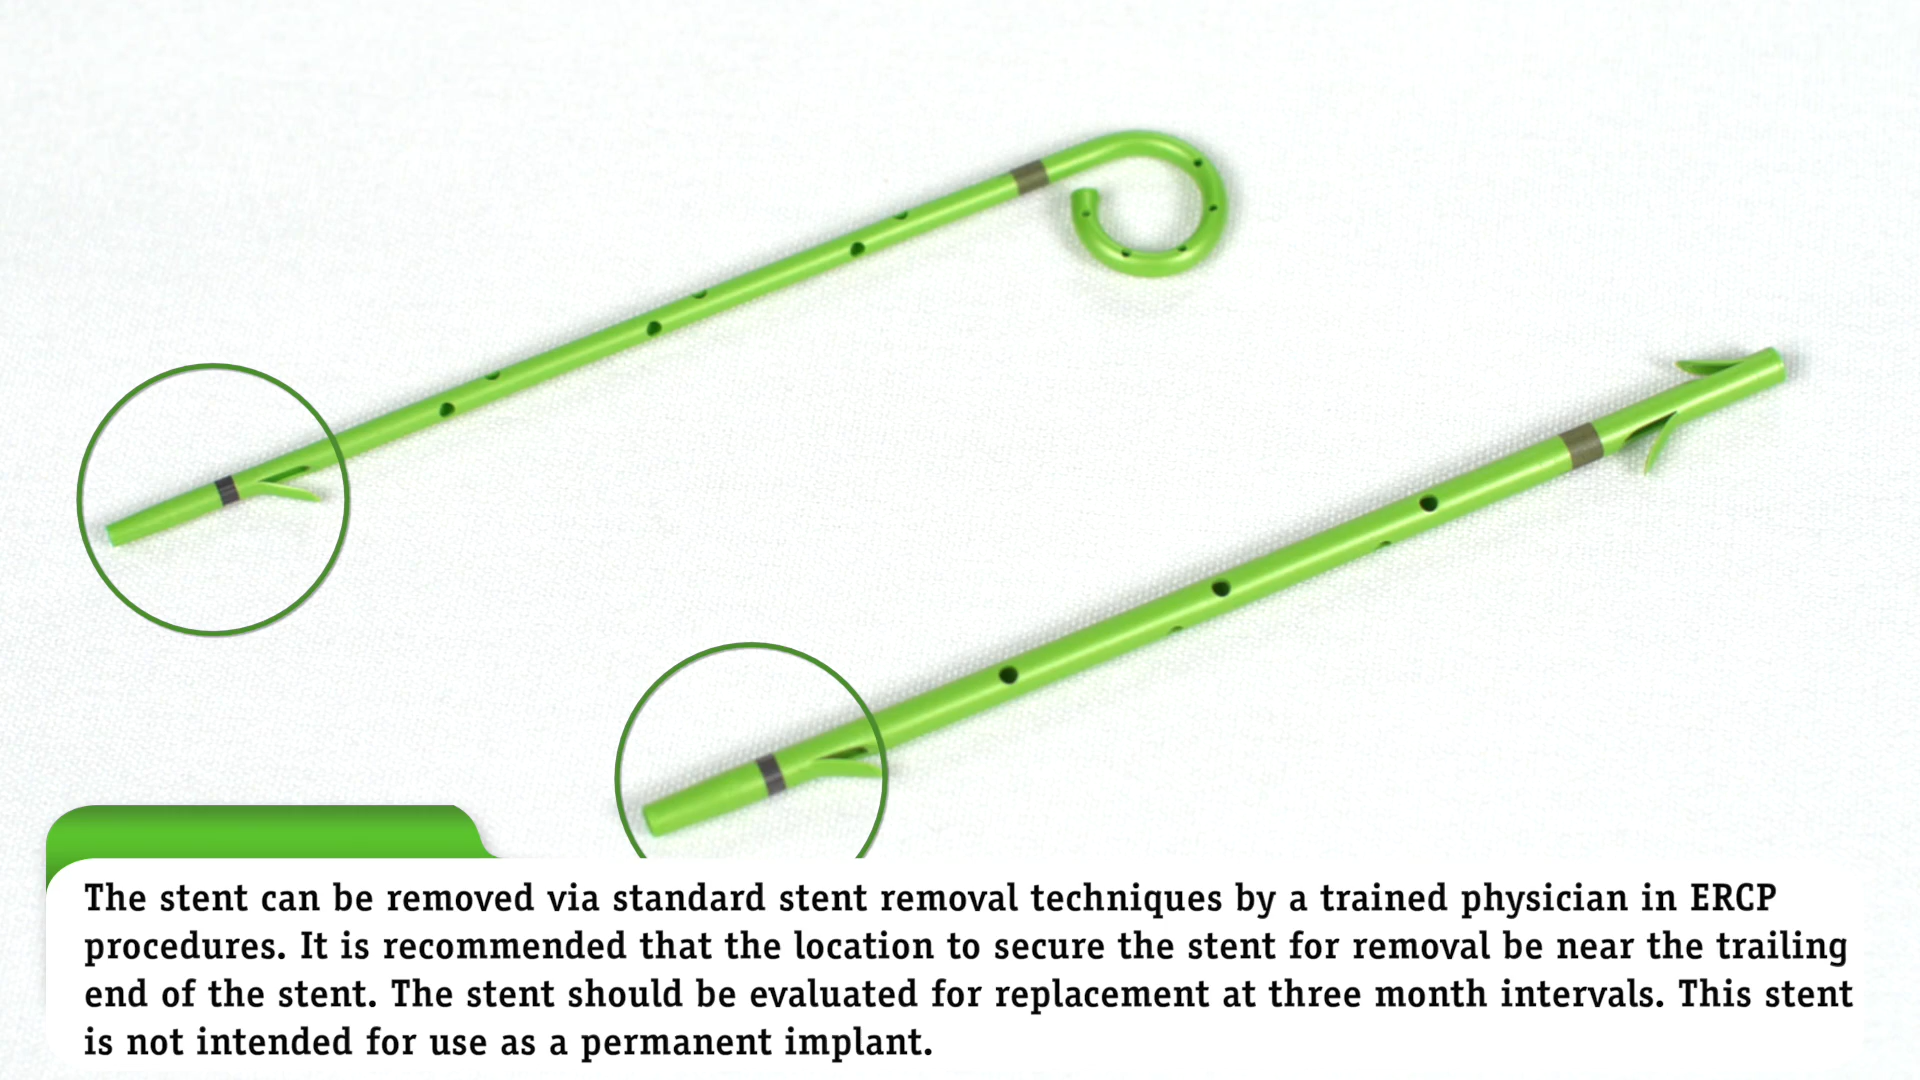 The stent can be removed via standard stent removal techniques by a trained physician in ERCP
procedures. It is recommended that the location to secure the stent for removal be near the trailing
end of the stent. The stent should be evaluated for replacement at three month intervals. This stent
is not intended for use as a permanent implant.